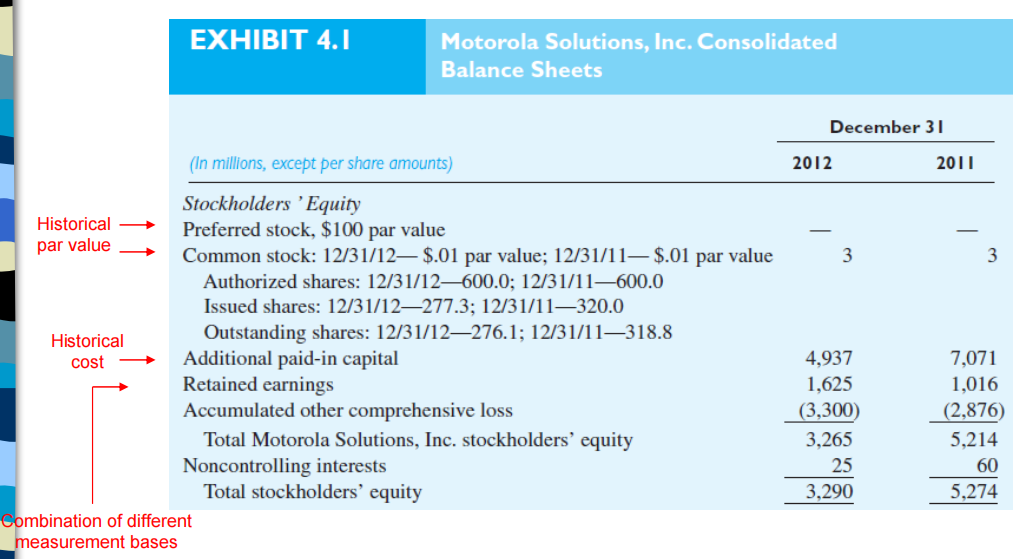 EXHIBIT 4.1
Motorola Solutions, Inc. Consolidated
Balance Sheets
December 31
(In millions, except per share amounts) 2012 2011
Stockholders ’ Equity
Historical
par value
Preferred stock, $100 par value — —
Common stock: 12/31/12— $.01 par value; 12/31/11— $.01 par value 3 3
Authorized shares: 12/31/12—600.0; 12/31/11—600.0
Issued shares: 12/31/12—277.3; 12/31/11—320.0
Outstanding shares: 12/31/12—276.1; 12/31/11—318.8
Historical
cost
Additional paid-in capital 4,937 7,071
Retained earnings 1,625 1,016
Accumulated other comprehensive loss (3,300) (2,876)
Total Motorola Solutions, Inc. stockholders’ equity 3,265 5,214
Noncontrolling interests 25 60
Total stockholders’ equity 3,290 5,274
Combination of different
measurement bases